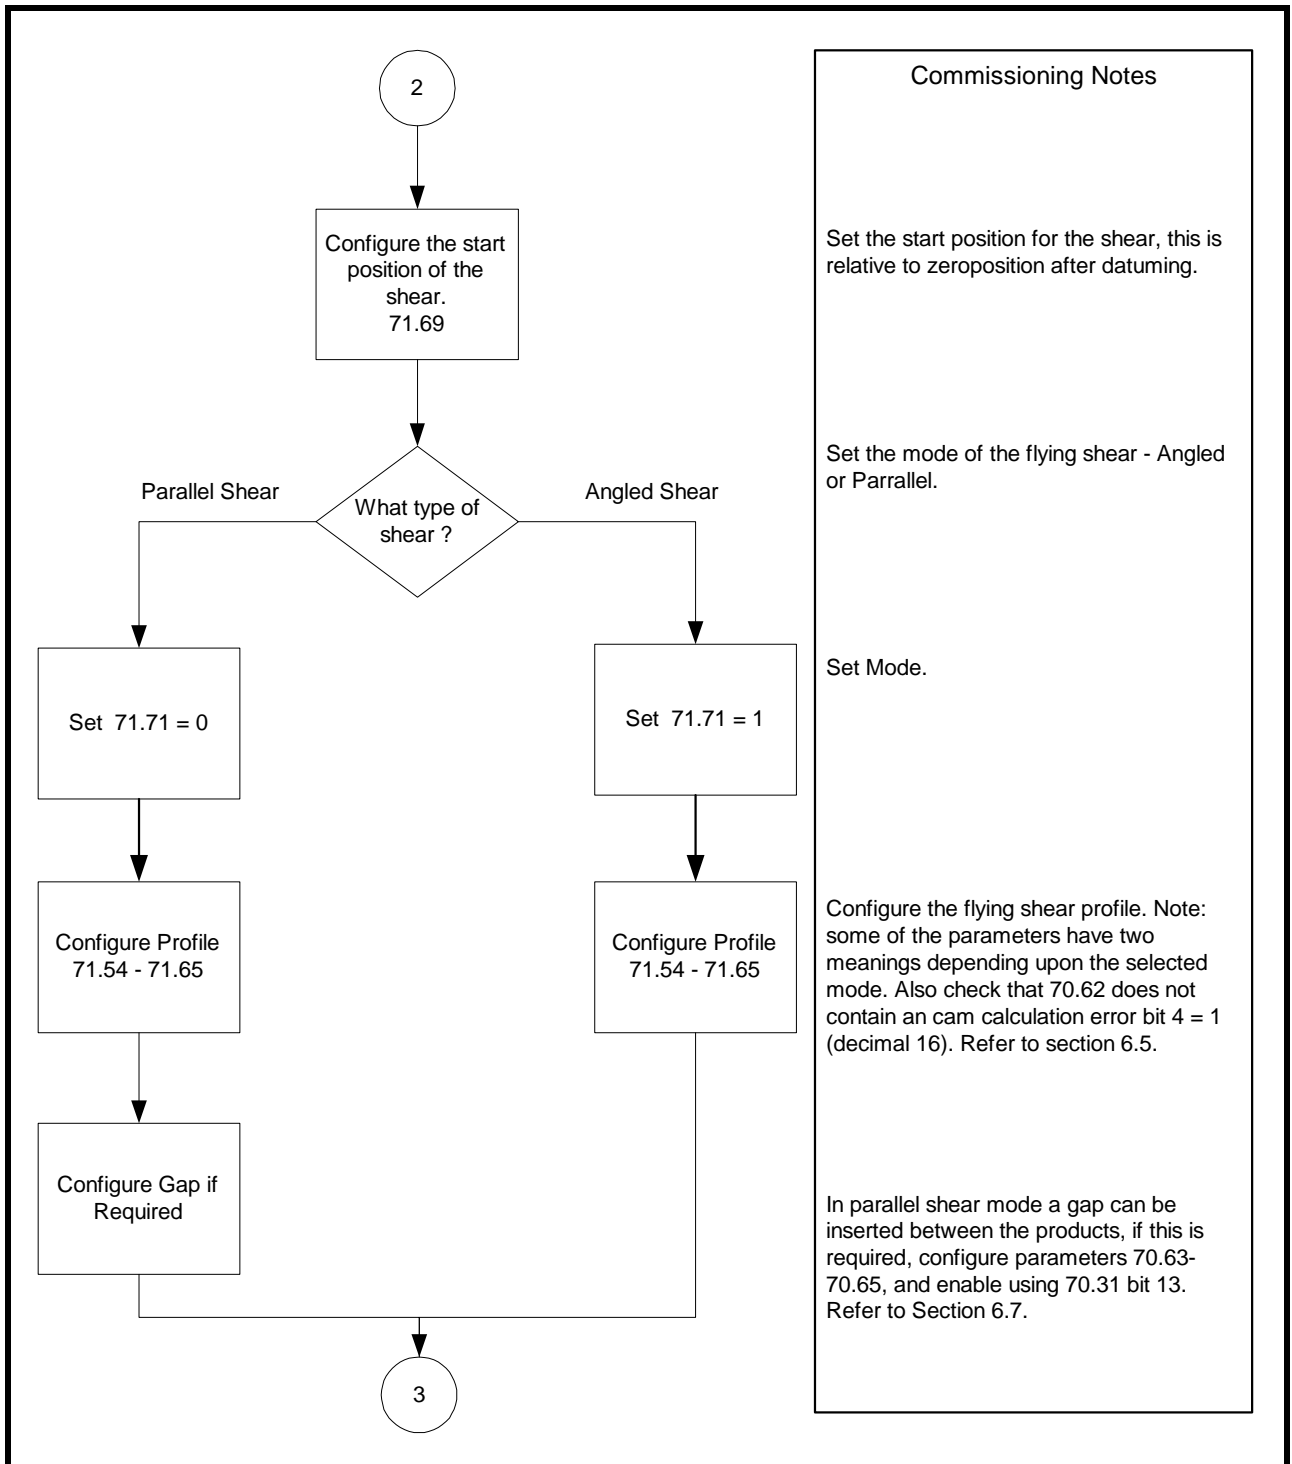 2
Configure the start
position of the
shear.
71.69
What type of
shear ?
Parallel Shear
Angled Shear
Set  71.71 = 0
Set  71.71 = 1
Configure Profile
71.54 - 71.65
Configure Profile
71.54 - 71.65
Configure Gap if
Required
3
Commissioning Notes
Set the start position for the shear, this is
relative to zeroposition after datuming.
Set the mode of the flying shear - Angled
or Parrallel.
Set Mode.
Configure the flying shear profile. Note:
some of the parameters have two
meanings depending upon the selected
mode. Also check that 70.62 does not
contain an cam calculation error bit 4 = 1
(decimal 16). Refer to section 6.5.
In parallel shear mode a gap can be
inserted between the products, if this is
required, configure parameters 70.63-
70.65, and enable using 70.31 bit 13.
Refer to Section 6.7.